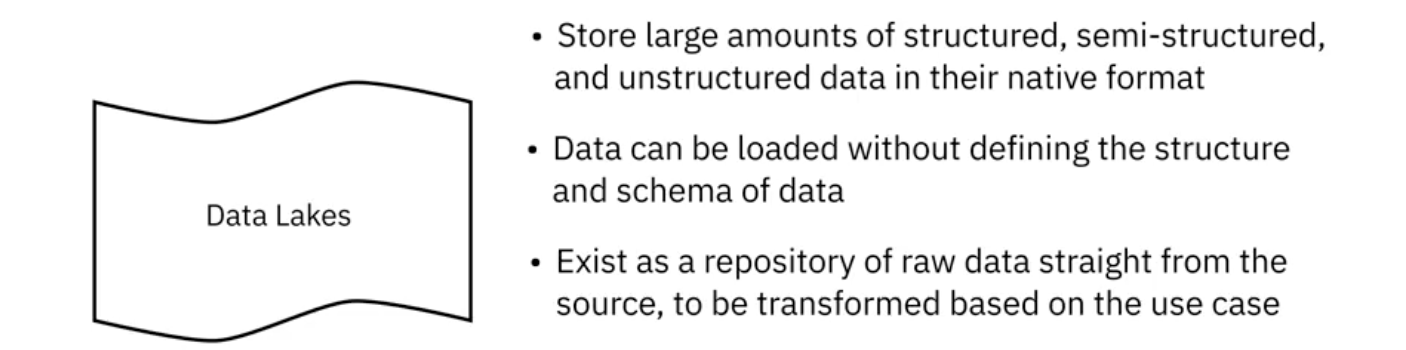 Data Lakes
• Store large amounts of structured, semi-structured,
and unstructured data in their native format
• Data can be loaded without defining the structure
and schema of data
• Exist as a repository of raw data straight from the
source, to be transformed based on the use case